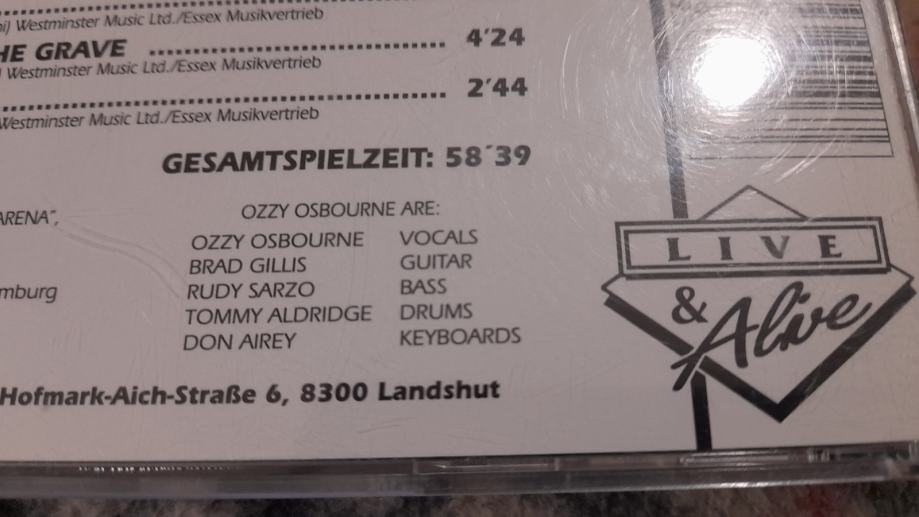 Westminster Music Ltd./Essex Musikvertrieb
HE GRAVE ........................................ 4'24
Westminster Music Ltd./Essex Musikvertrieb
........................................ 2'44
Westminster Music Ltd./Essex Musikvertrieb
GESAMTSPIELZEIT: 58´39
ARENA",
OZZY OSBOURNE ARE:
OZZY OSBOURNE VOCALS
BRAD GILLIS GUITAR
mburg
RUDY SARZO BASS
TOMMY ALDRIDGE DRUMS
DON AIREY KEYBOARDS
Hofmark-Aich-Straße 6, 8300 Landshut
LIVE
& Alive